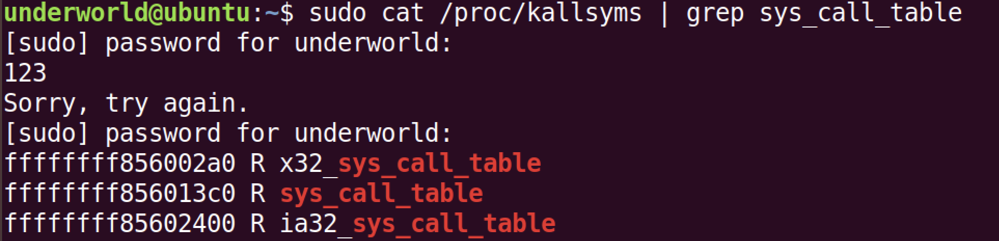 underworld@ubuntu:~$ sudo cat /proc/kallsyms | grep sys_call_table
[sudo] password for underworld:
123
Sorry, try again.
[sudo] password for underworld:
ffffffff856002a0 R x32_sys_call_table
ffffffff856013c0 R sys_call_table
ffffffff85602400 R ia32_sys_call_table